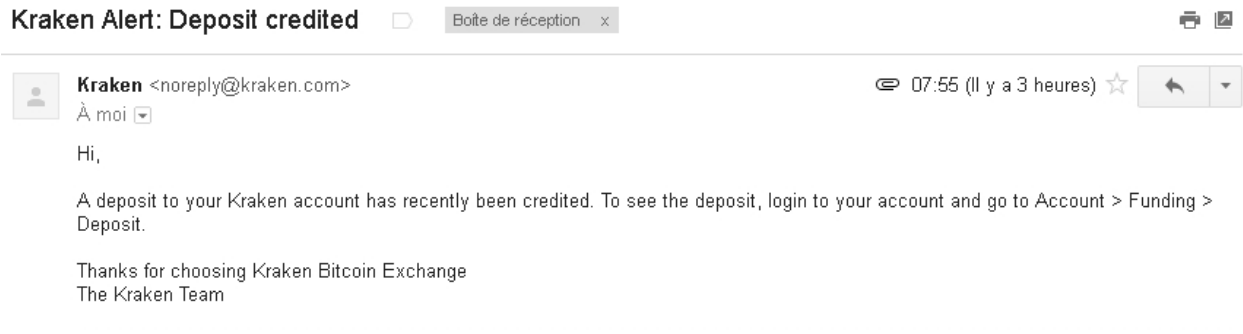 Kraken Alert: Deposit credited
Boîte de réception x
Kraken <noreply@kraken.com>
07:55 (Il y a 3 heures)
À moi
Hi,
A deposit to your Kraken account has recently been credited. To see the deposit, login to your account and go to Account > Funding >
Deposit.
Thanks for choosing Kraken Bitcoin Exchange
The Kraken Team